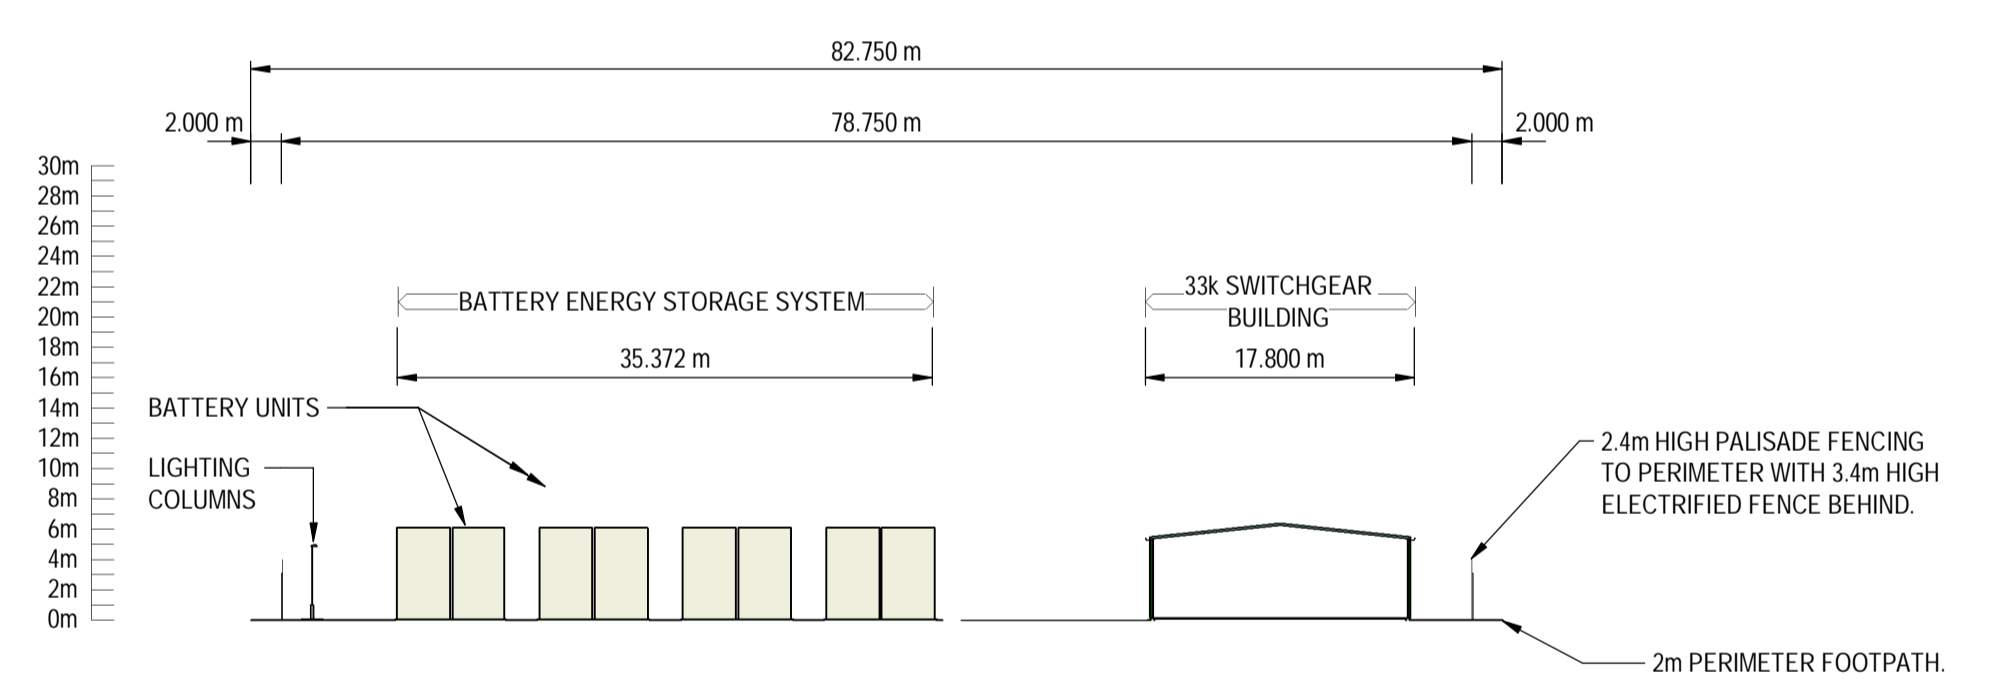 82.750 m
2.000 m
78.750 m
2.000 m
30m
28m
26m
24m
22m
20m
18m
16m
14m
12m
10m
8m
6m
4m
2m
0m
BATTERY ENERGY STORAGE SYSTEM
33k SWITCHGEAR
BUILDING
35.372 m
17.800 m
BATTERY UNITS
LIGHTING
COLUMNS
2.4m HIGH PALISADE FENCING
TO PERIMETER WITH 3.4m HIGH
ELECTRIFIED FENCE BEHIND.
2m PERIMETER FOOTPATH.